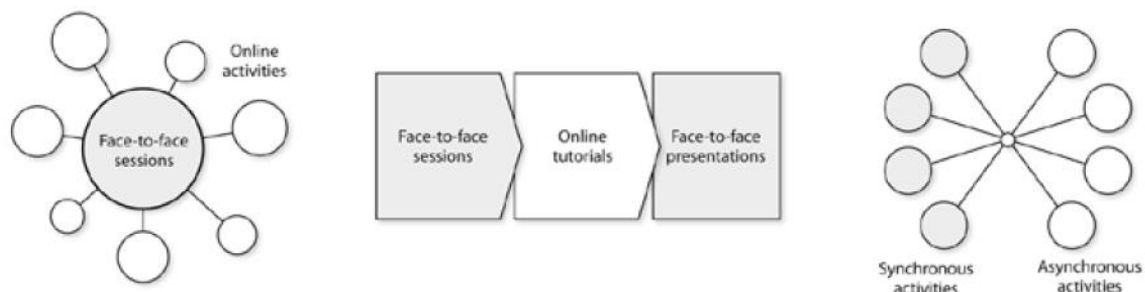 Online
activities
Face-to-face
sessions
Face-to-face
sessions
Online
tutorials
Face-to-face
presentations
Synchronous
activities
Asynchronous
activities